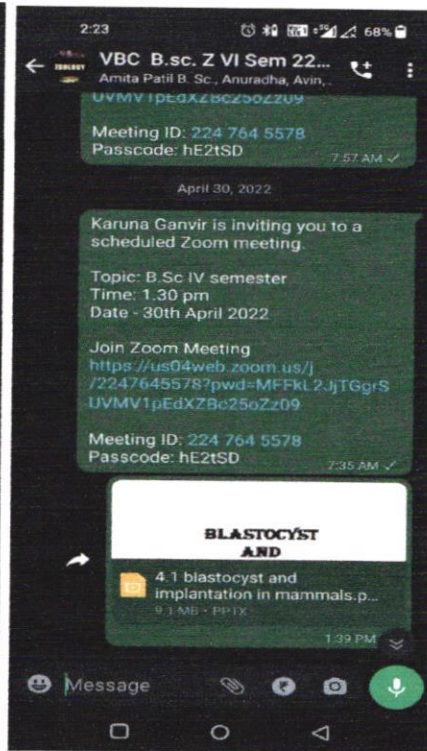 2:23
68%
ZOOLOGY
VBC B.sc. Z VI Sem 22...
Amita Patil B. Sc., Anuradha, Avin,..
UVMV1pEdXZBc25oZz09
Meeting ID: 224 764 5578
Passcode: hE2tSD
7:57 AM
April 30, 2022
Karuna Ganvir is inviting you to a
scheduled Zoom meeting.
Topic: B.Sc IV semester
Time: 1.30 pm
Date - 30th April 2022
Join Zoom Meeting
https://us04web.zoom.us/j
/2247645578?pwd=MFFkL2JjTGgrS
UVMV1pEdXZBc25oZz09
Meeting ID: 224 764 5578
Passcode: hE2tSD
7:35 AM
BLASTOCYST
AND
4.1 blastocyst and
implantation in mammals.p...
9.1 MB • PPTX
1:39 PM
Message